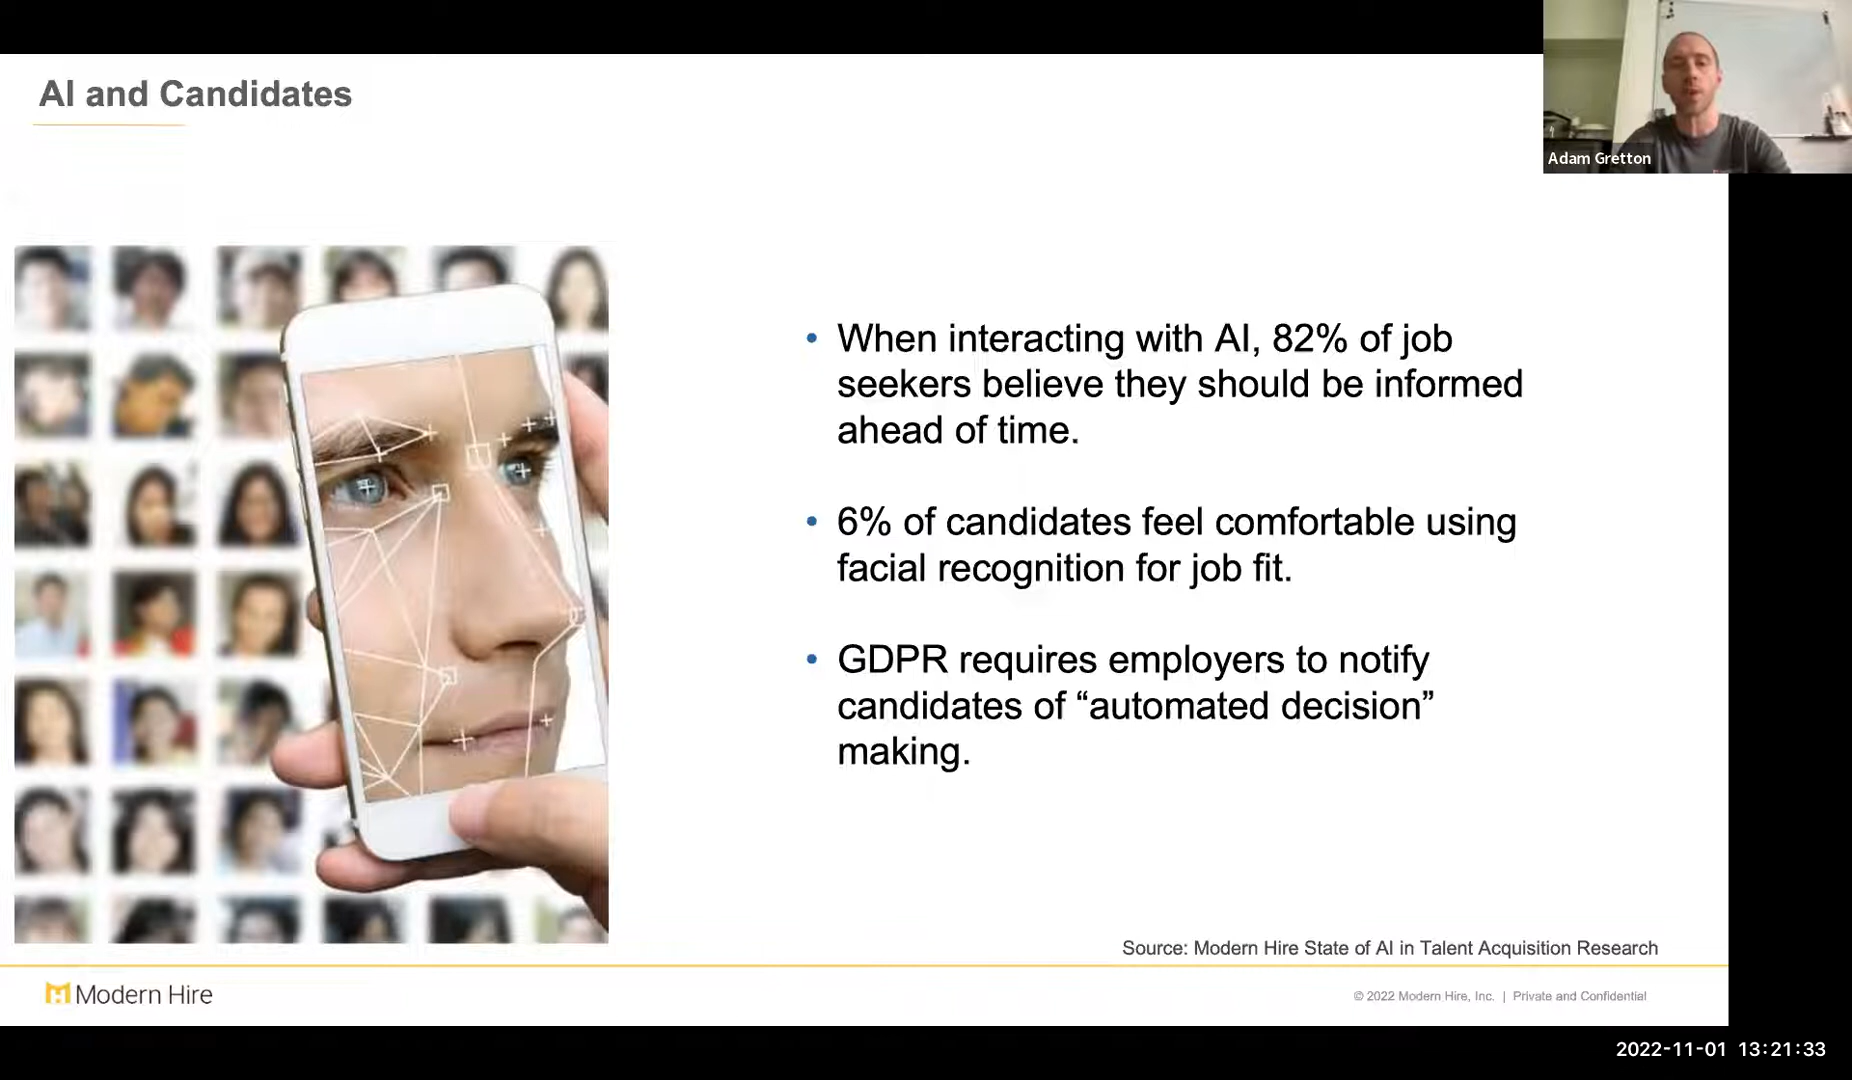 AI and Candidates
Adam Gretton
• When interacting with AI, 82% of job
seekers believe they should be informed
ahead of time.
• 6% of candidates feel comfortable using
facial recognition for job fit.
• GDPR requires employers to notify
candidates of “automated decision”
making.
Source: Modern Hire State of AI in Talent Acquisition Research
Modern Hire
© 2022 Modern Hire, Inc. | Private and Confidential
2022-11-01 13:21:33